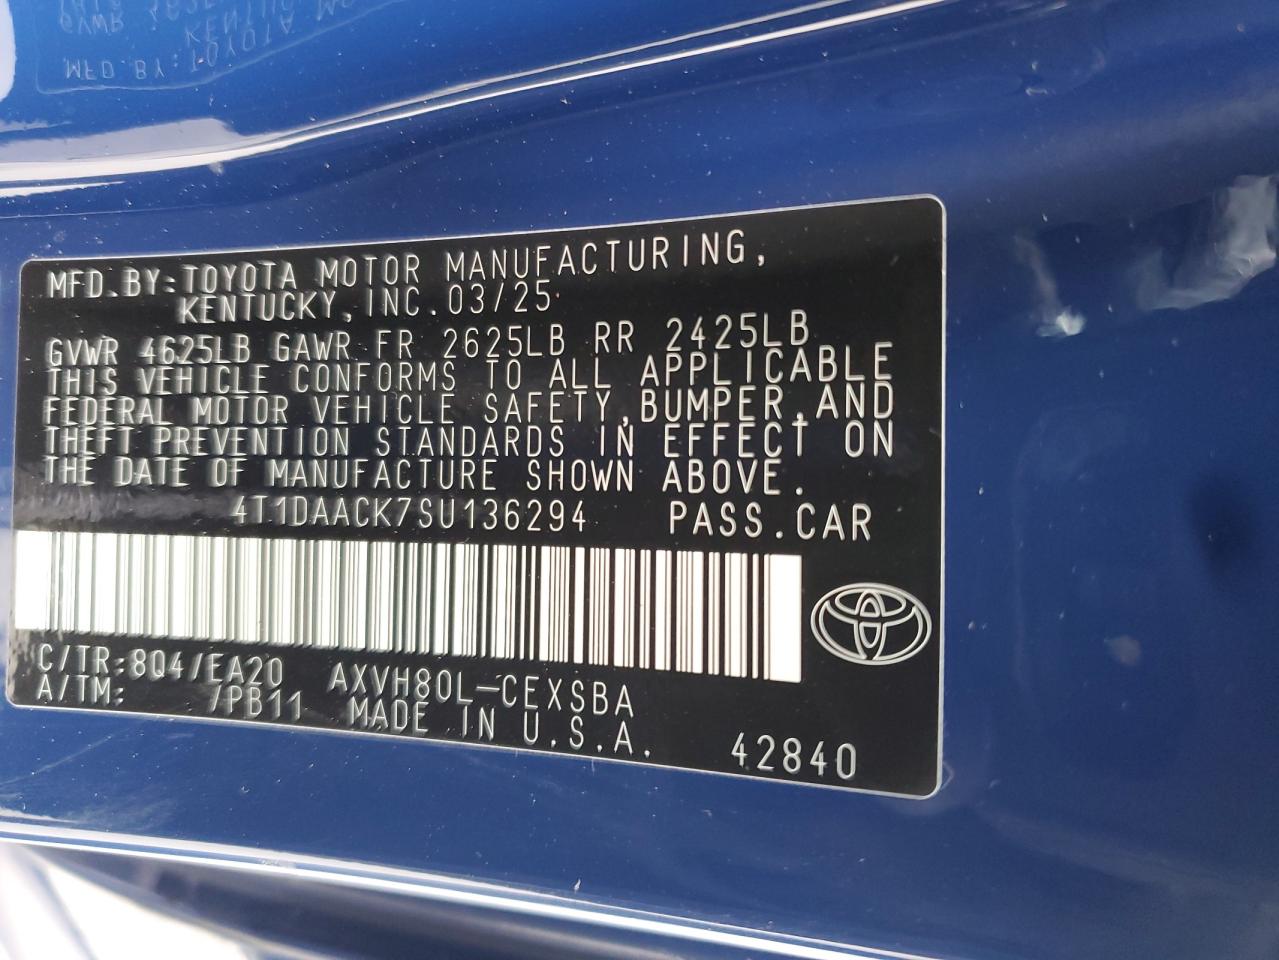 MFD.BY:TOYOTA MOTOR MANUFACTURING,
KENTUCKY,INC.03/25
GVWR 4625LB GAWR FR 2625LB RR 2425LB
THIS VEHICLE CONFORMS TO ALL APPLICABLE
FEDERAL MOTOR VEHICLE SAFETY,BUMPER,AND
THEFT PREVENTION STANDARDS IN EFFECT ON
THE DATE OF MANUFACTURE SHOWN ABOVE.
4T1DAACK7SU136294 PASS.CAR
C/TR:8Q4/EA20 AXVH80L-CEXSBA
A/TM: /PB11 MADE IN U.S.A.
42840